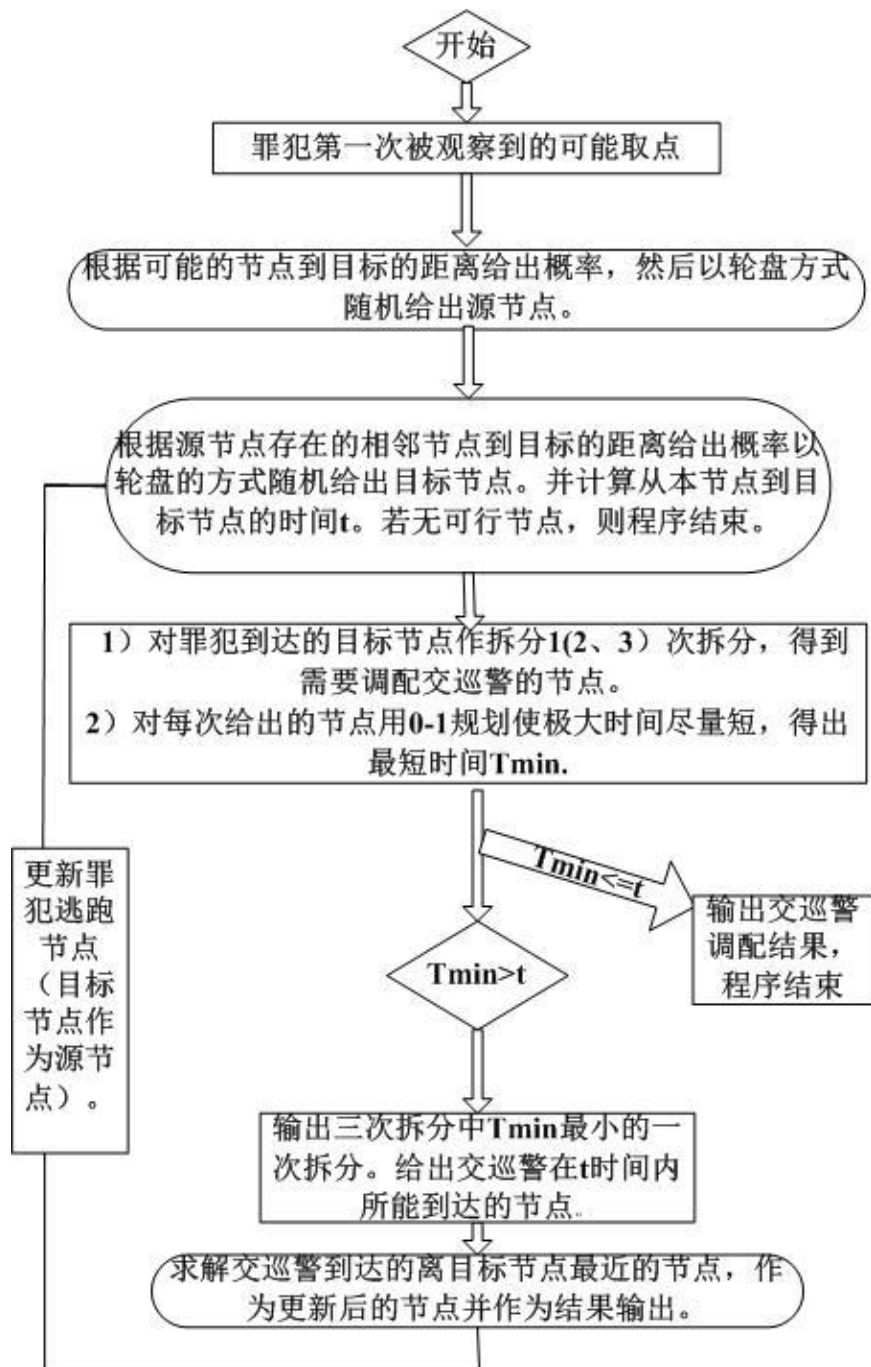 开始
罪犯第一次被观察到的可能取点
根据可能的节点到目标的距离给出概率，然后以轮盘方式
随机给出源节点。
根据源节点存在的相邻节点到目标的距离给出概率以
轮盘的方式随机给出目标节点。并计算从本节点到目
标节点的时间t。若无可行节点，则程序结束。
1）对罪犯到达的目标节点作拆分1(2、3）次拆分，得到
需要调配交巡警的节点。
2）对每次给出的节点用0-1规划使极大时间尽量短，得出
最短时间Tmin.
Tmin<=t
输出交巡警
调配结果，
程序结束
Tmin>t
更新罪
犯逃跑
节点
（目标
节点作
为源节
点）。
输出三次拆分中Tmin最小的一
次拆分。给出交巡警在t时间内
所能到达的节点..
求解交巡警到达的离目标节点最近的节点，作
为更新后的节点并作为结果输出。